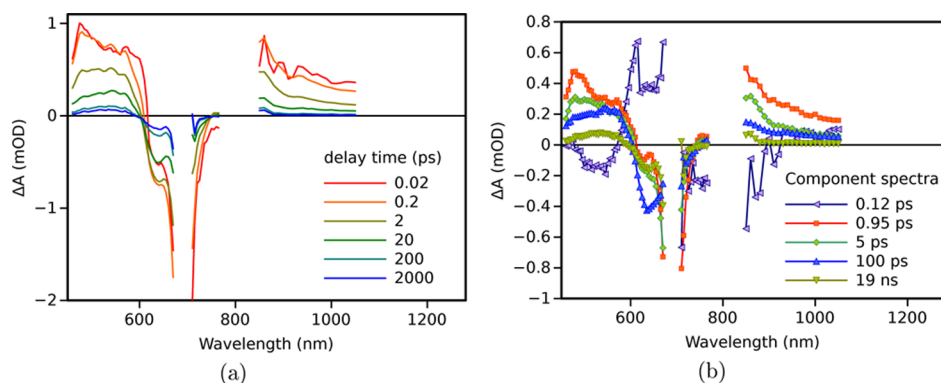 1
0
-1
-2
ΔA (mOD)
600
800
1000
1200
Wavelength (nm)
delay time (ps)
0.02
0.2
2
20
200
2000
(a)
0.8
0.6
0.4
0.2
0
-0.2
-0.4
-0.6
-0.8
-1
ΔA (mOD)
600
800
1000
1200
Wavelength (nm)
Component spectra
0.12 ps
0.95 ps
5 ps
100 ps
19 ns
(b)